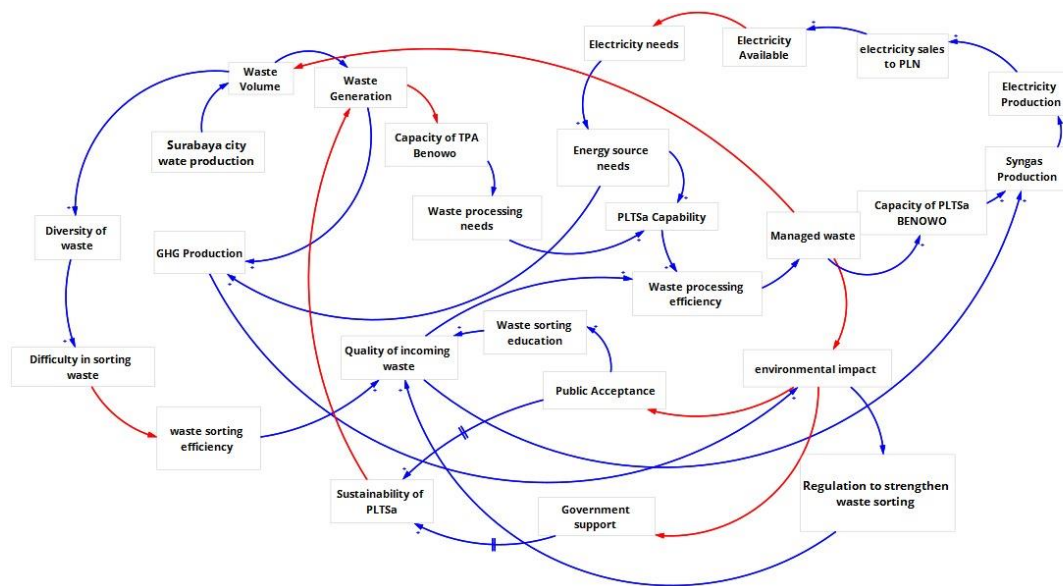 Electricity needs
Electricity
Available
electricity sales
to PLN
Electricity
Production
Waste
Volume
Waste
Generation
Surabaya city
wate production
Capacity of TPA
Benowo
Energy source
needs
Syngas
Production
Waste processing
needs
PLTSa Capability
Capacity of PLTSa
BENOWO
Managed waste
Diversity of
waste
GHG Production
Waste processing
efficiency
Difficulty in sorting
waste
Quality of incoming
waste
Waste sorting
education
Public Acceptance
environmental impact
waste sorting
efficiency
Sustainability of
PLTSa
Government
support
Regulation to strengthen
waste sorting